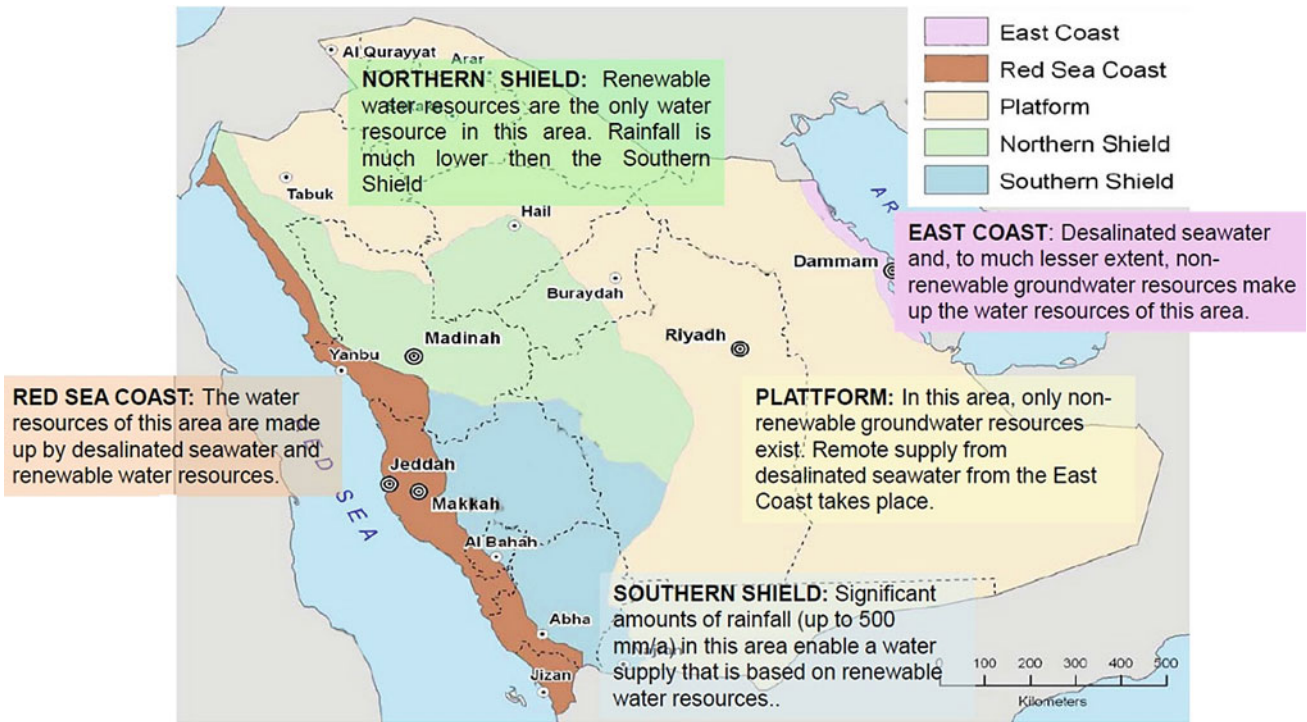 East Coast
Red Sea Coast
Platform
Northern Shield
Southern Shield
Al Qurayyat
Arar
NORTHERN SHIELD: Renewable
water resources are the only water
resource in this area. Rainfall is
much lower then the Southern
Shield
Tabuk
Hail
AR
EAST COAST: Desalinated seawater
and, to much lesser extent, non-
renewable groundwater resources make
up the water resources of this area.
Dammam
Buraydah
Riyadh
Madinah
Yanbu
RED SEA COAST: The water
resources of this area are made
up by desalinated seawater and
renewable water resources.
RED SEA
PLATTFORM: In this area, only non-
renewable groundwater resources
exist. Remote supply from
desalinated seawater from the East
Coast takes place.
Jeddah
Makkah
Al Bahah
SOUTHERN SHIELD: Significant
amounts of rainfall (up to 500
mm/a) in this area enable a water
supply that is based on renewable
water resources..
Abha
Jizan
0 100 200 300 400 500
Kilometers